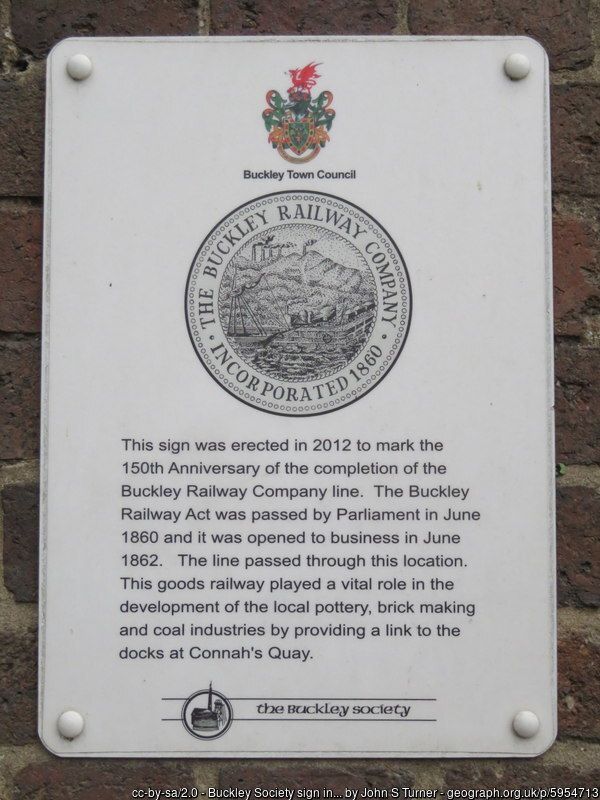 Buckley Town Council
THE BUCKLEY RAILWAY COMPANY
INCORPORATED 1860
This sign was erected in 2012 to mark the
150th Anniversary of the completion of the
Buckley Railway Company line.  The Buckley
Railway Act was passed by Parliament in June
1860 and it was opened to business in June
1862.   The line passed through this location.
This goods railway played a vital role in the
development of the local pottery, brick making
and coal industries by providing a link to the
docks at Connah's Quay.
the Buckley society
cc-by-sa/2.0 - Buckley Society sign in... by John S Turner - geograph.org.uk/p/5954713